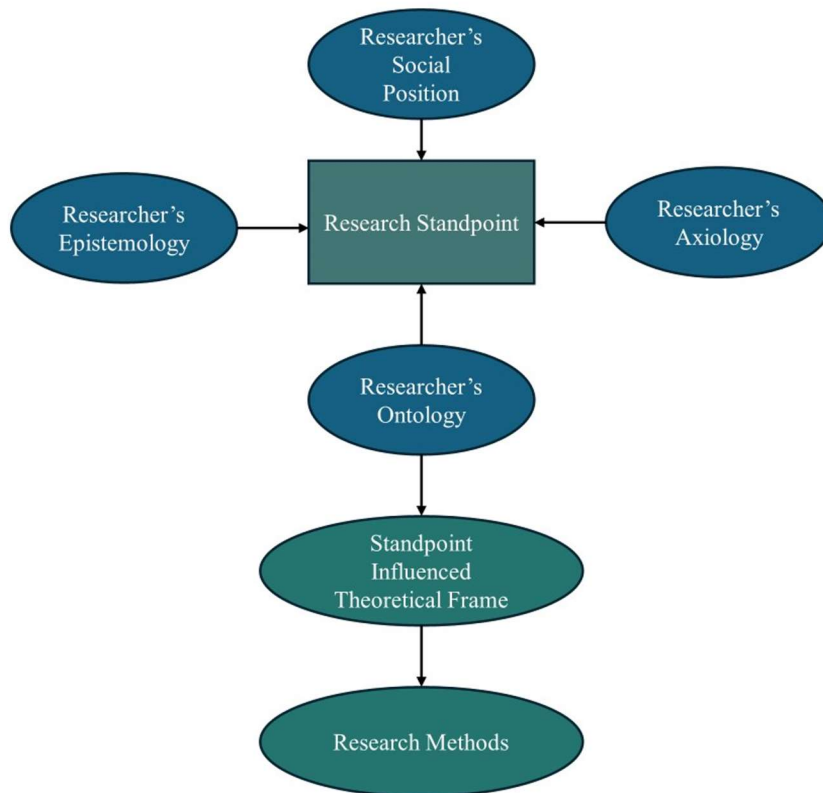 Researcher’s
Social
Position
Researcher’s
Epistemology
Research Standpoint
Researcher’s
Axiology
Researcher’s
Ontology
Standpoint
Influenced
Theoretical Frame
Research Methods